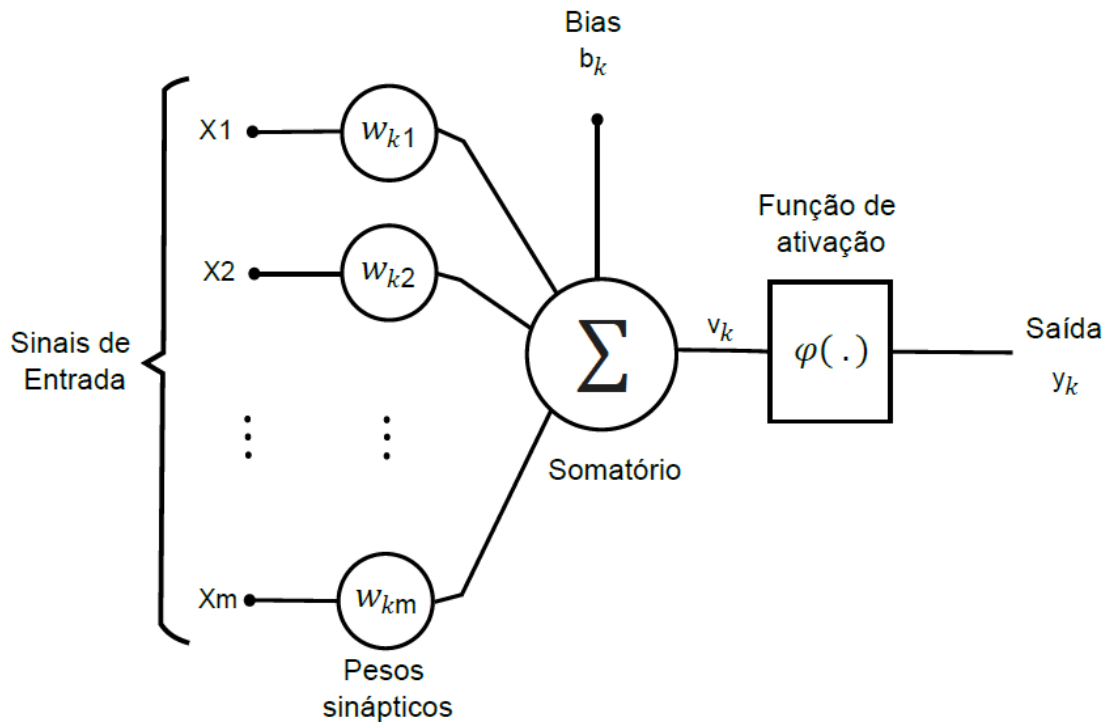 Bias
b_k
X1
w_k1
Função de
ativação
X2
w_k2
Sinais de
Entrada
∑
v_k
φ(.)
Saída
y_k
⋮
⋮
Somatório
Xm
w_km
Pesos
sinápticos